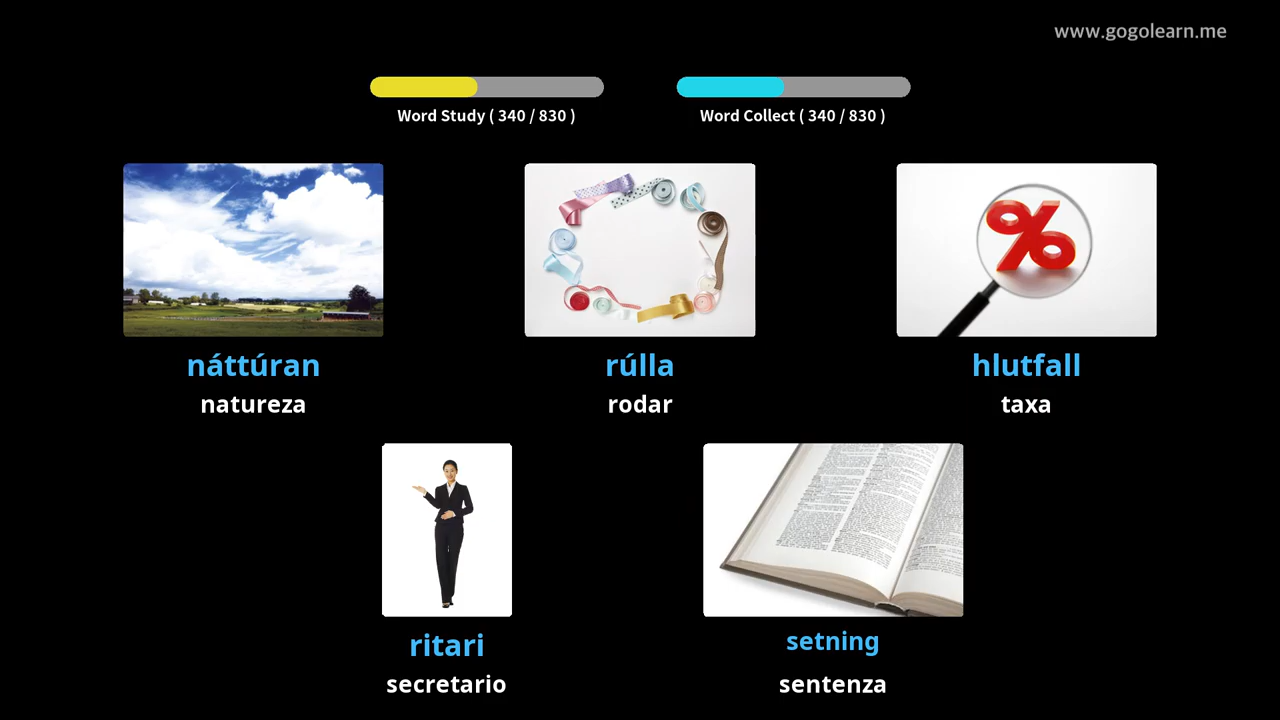 www.gogolearn.me
Word Study ( 340 / 830 )
Word Collect ( 340 / 830 )
%
náttúran
natureza
rúlla
rodar
hlutfall
taxa
ritari
secretario
setning
sentenza